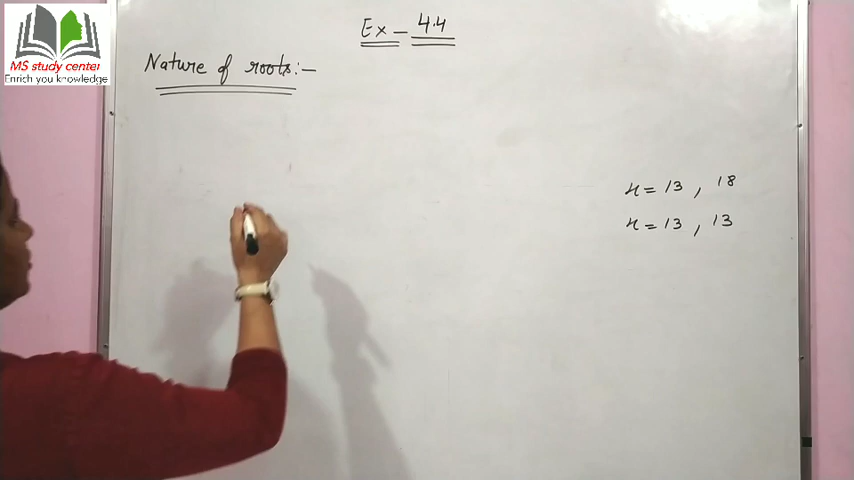 MS study center
Enrich you knowledge
Ex - 4.4
Nature of roots:-
x = 13 , 18
x = 13 , 13